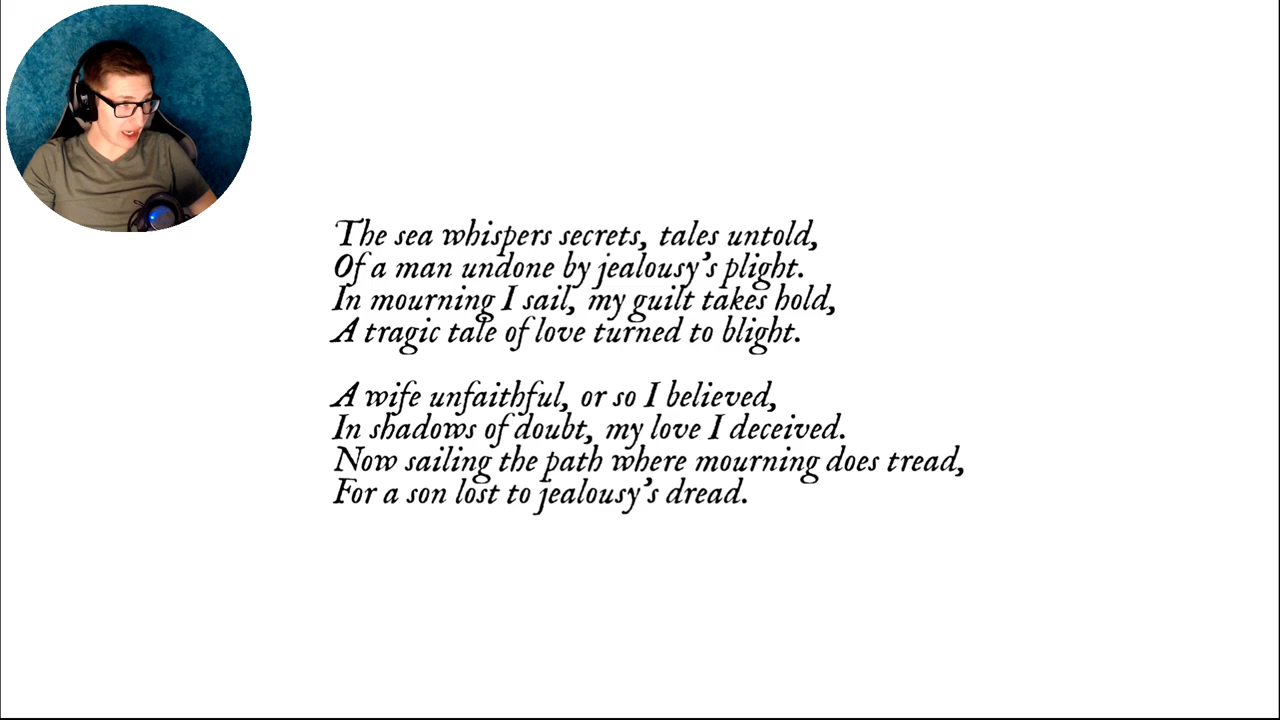 The sea whispers secrets, tales untold,
Of a man undone by jealousy's plight.
In mourning I sail, my guilt takes hold,
A tragic tale of love turned to blight.
A wife unfaithful, or so I believed,
In shadows of doubt, my love I deceived.
Now sailing the path where mourning does tread,
For a son lost to jealousy's dread.